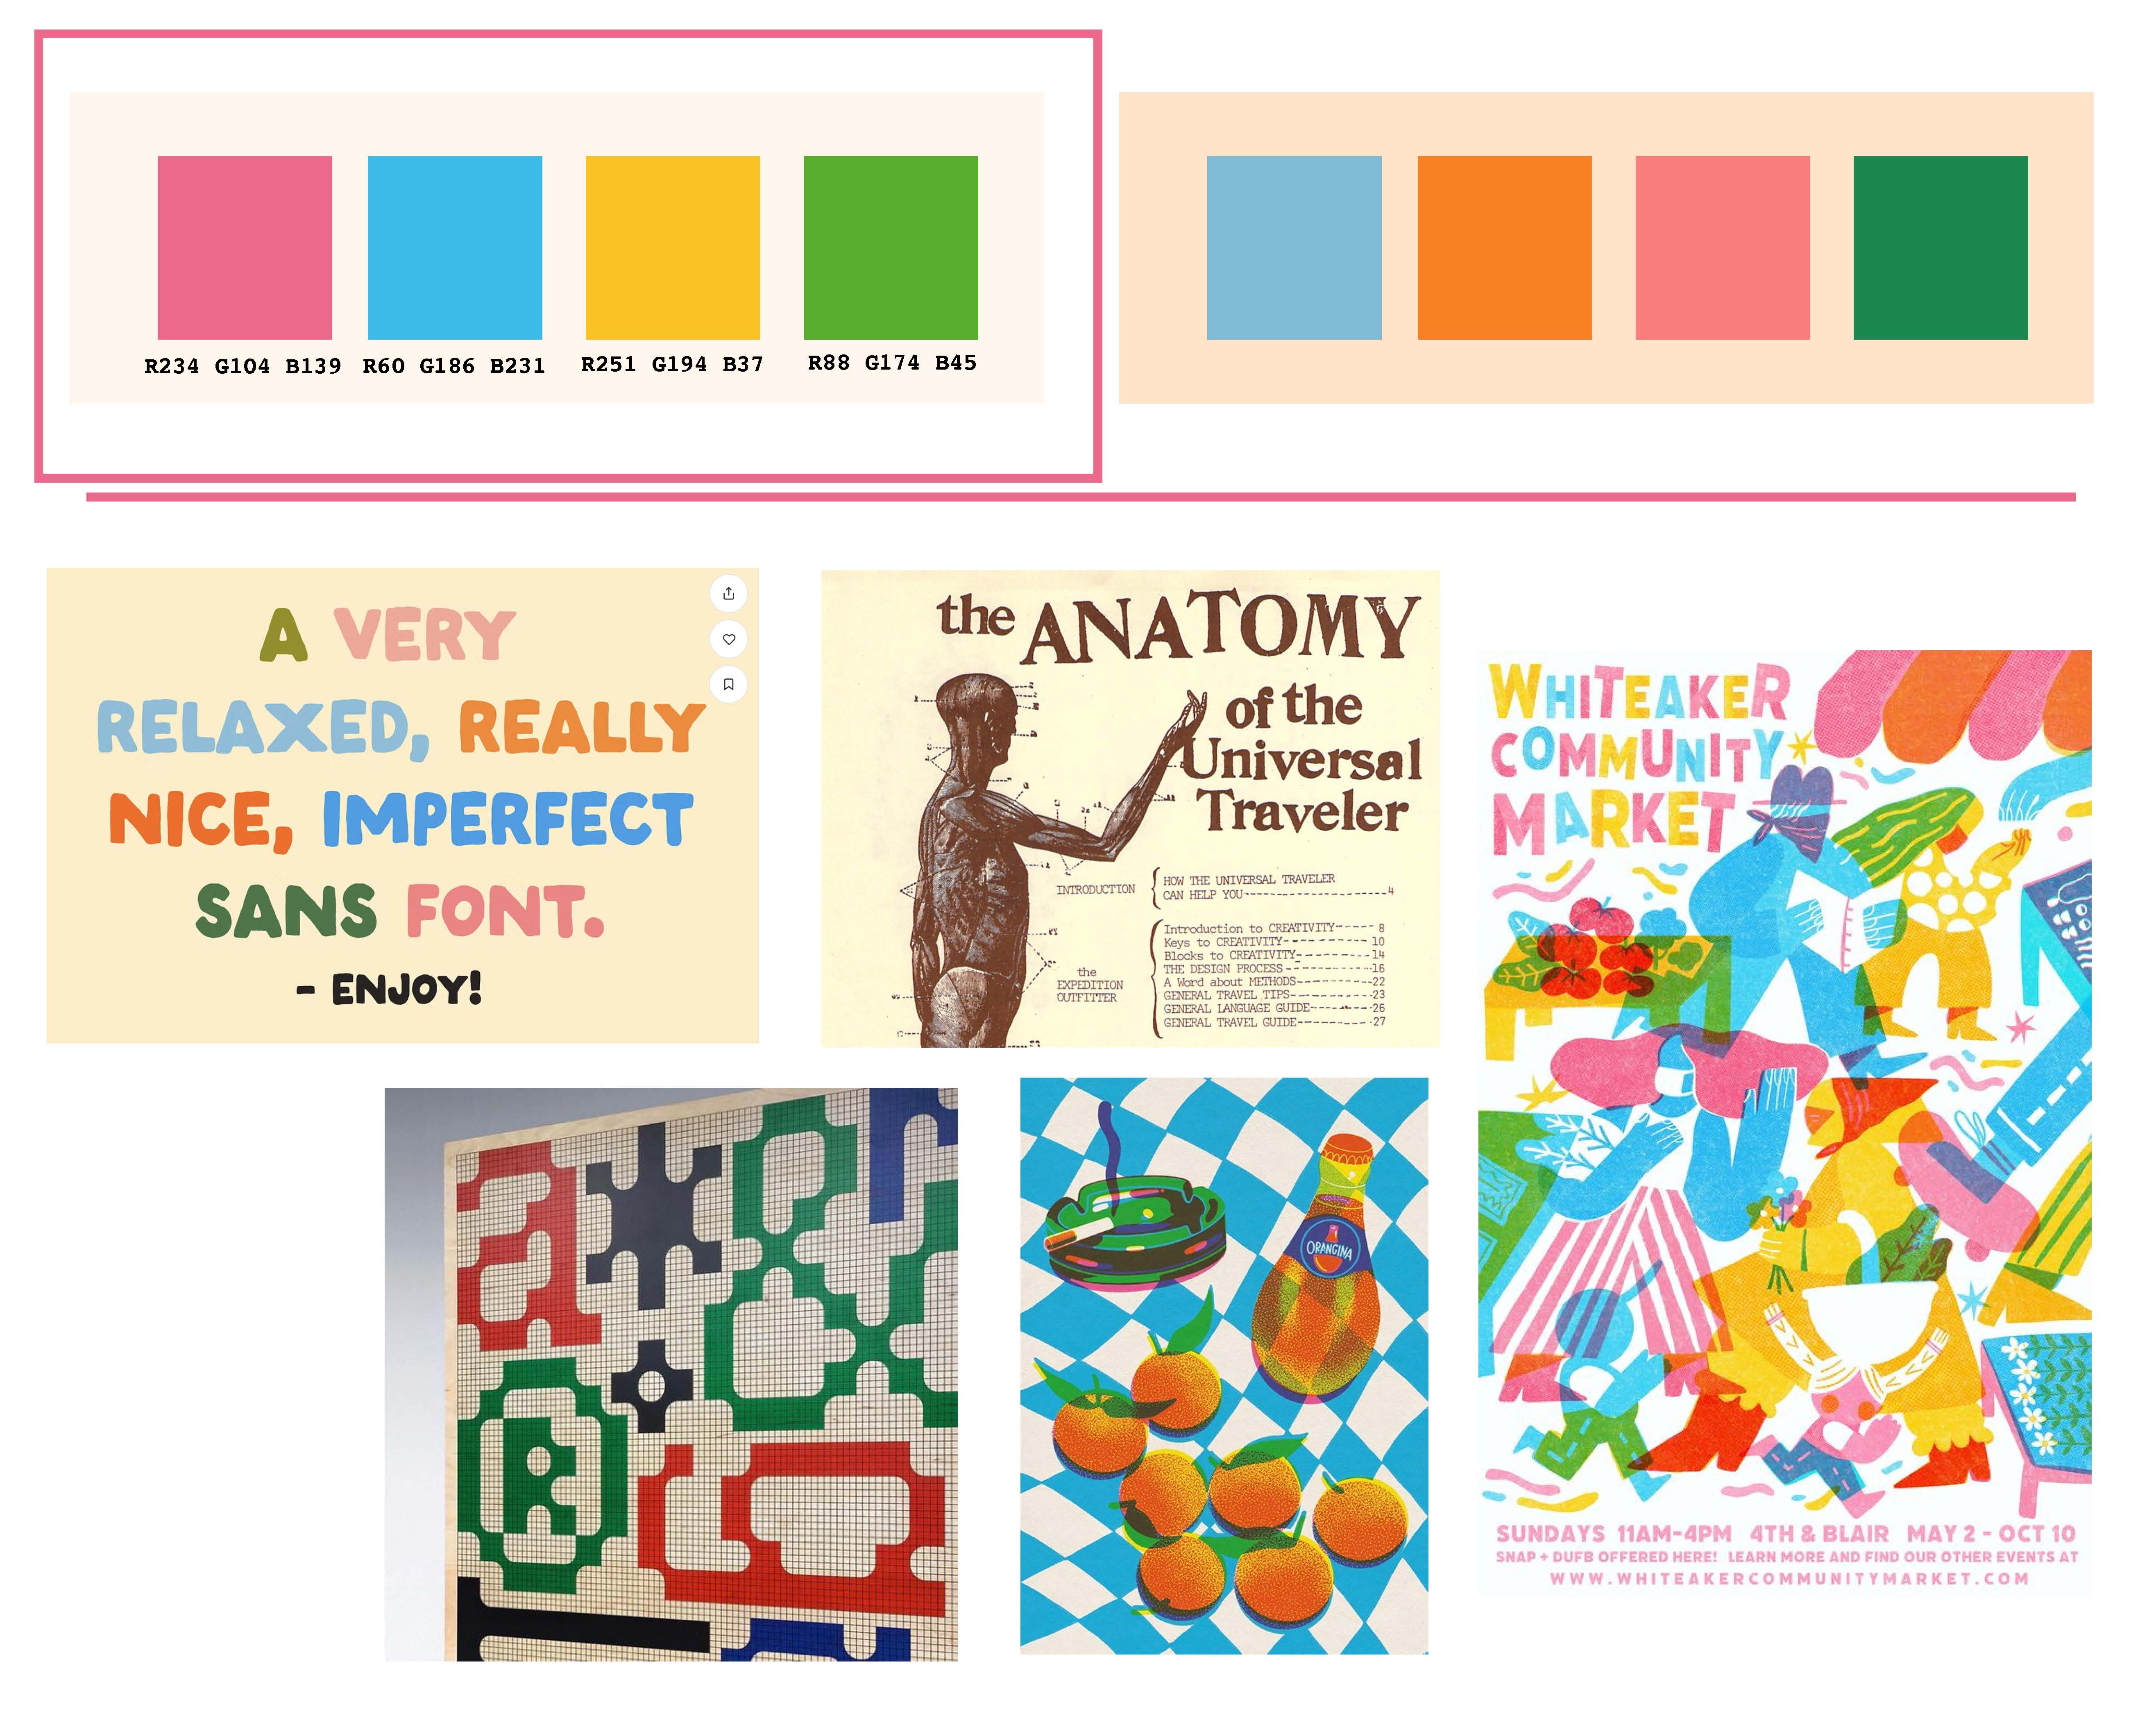 R234 G104 B139 R60 G186 B231 R251 G194 B37 R88 G174 B45
A VERY
RELAXED, REALLY
NICE, IMPERFECT
SANS FONT.
- ENJOY!
the ANATOMY
of the
Universal
Traveler
INTRODUCTION
HOW THE UNIVERSAL TRAVELER
CAN HELP YOU 4
the
EXPEDITION
OUTFITTER
Introduction to CREATIVITY 8
Keys to CREATIVITY 10
Blocks to CREATIVITY 14
THE DESIGN PROCESS 16
A Word about METHODS 22
GENERAL TRAVEL TIPS 23
GENERAL LANGUAGE GUIDE 26
GENERAL TRAVEL GUIDE 27
WHITEAKER
COMMUNITY
MARKET
SUNDAYS 11AM-4PM 4TH & BLAIR MAY 2 - OCT 10
SNAP + DUFB OFFERED HERE! LEARN MORE AND FIND OUR OTHER EVENTS AT
WWW.WHITEAKERCOMMUNITYMARKET.COM
ORANGINA